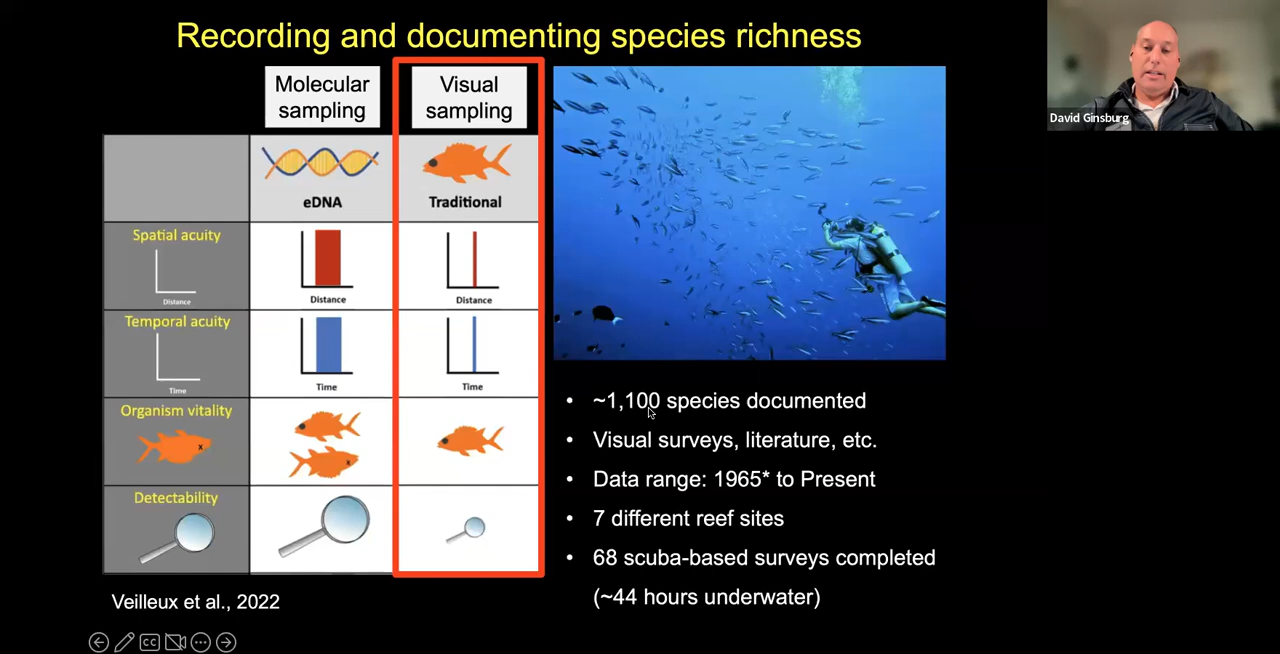 Recording and documenting species richness
Molecular
sampling
Visual
sampling
David Ginsburg
eDNA
Traditional
Spatial acuity
Distance
Distance
Distance
Temporal acuity
Time
Time
Time
Organism vitality
Detectability
Veilleux et al., 2022
• ~1,100 species documented
• Visual surveys, literature, etc.
• Data range: 1965* to Present
• 7 different reef sites
• 68 scuba-based surveys completed
(~44 hours underwater)
CC